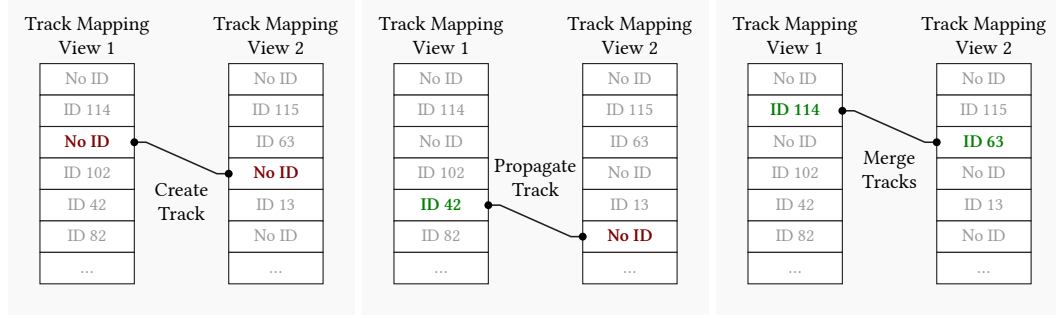 Track Mapping
View 1
No ID
ID 114
No ID
ID 102
ID 42
ID 82
...
Create
Track
Track Mapping
View 2
No ID
ID 115
ID 63
No ID
ID 13
No ID
...
Track Mapping
View 1
No ID
ID 114
No ID
ID 102
ID 42
ID 82
...
Propagate
Track
Track Mapping
View 2
No ID
ID 115
ID 63
No ID
ID 13
No ID
...
Track Mapping
View 1
No ID
ID 114
No ID
ID 102
ID 42
ID 82
...
Merge
Tracks
Track Mapping
View 2
No ID
ID 115
ID 63
No ID
ID 13
No ID
...